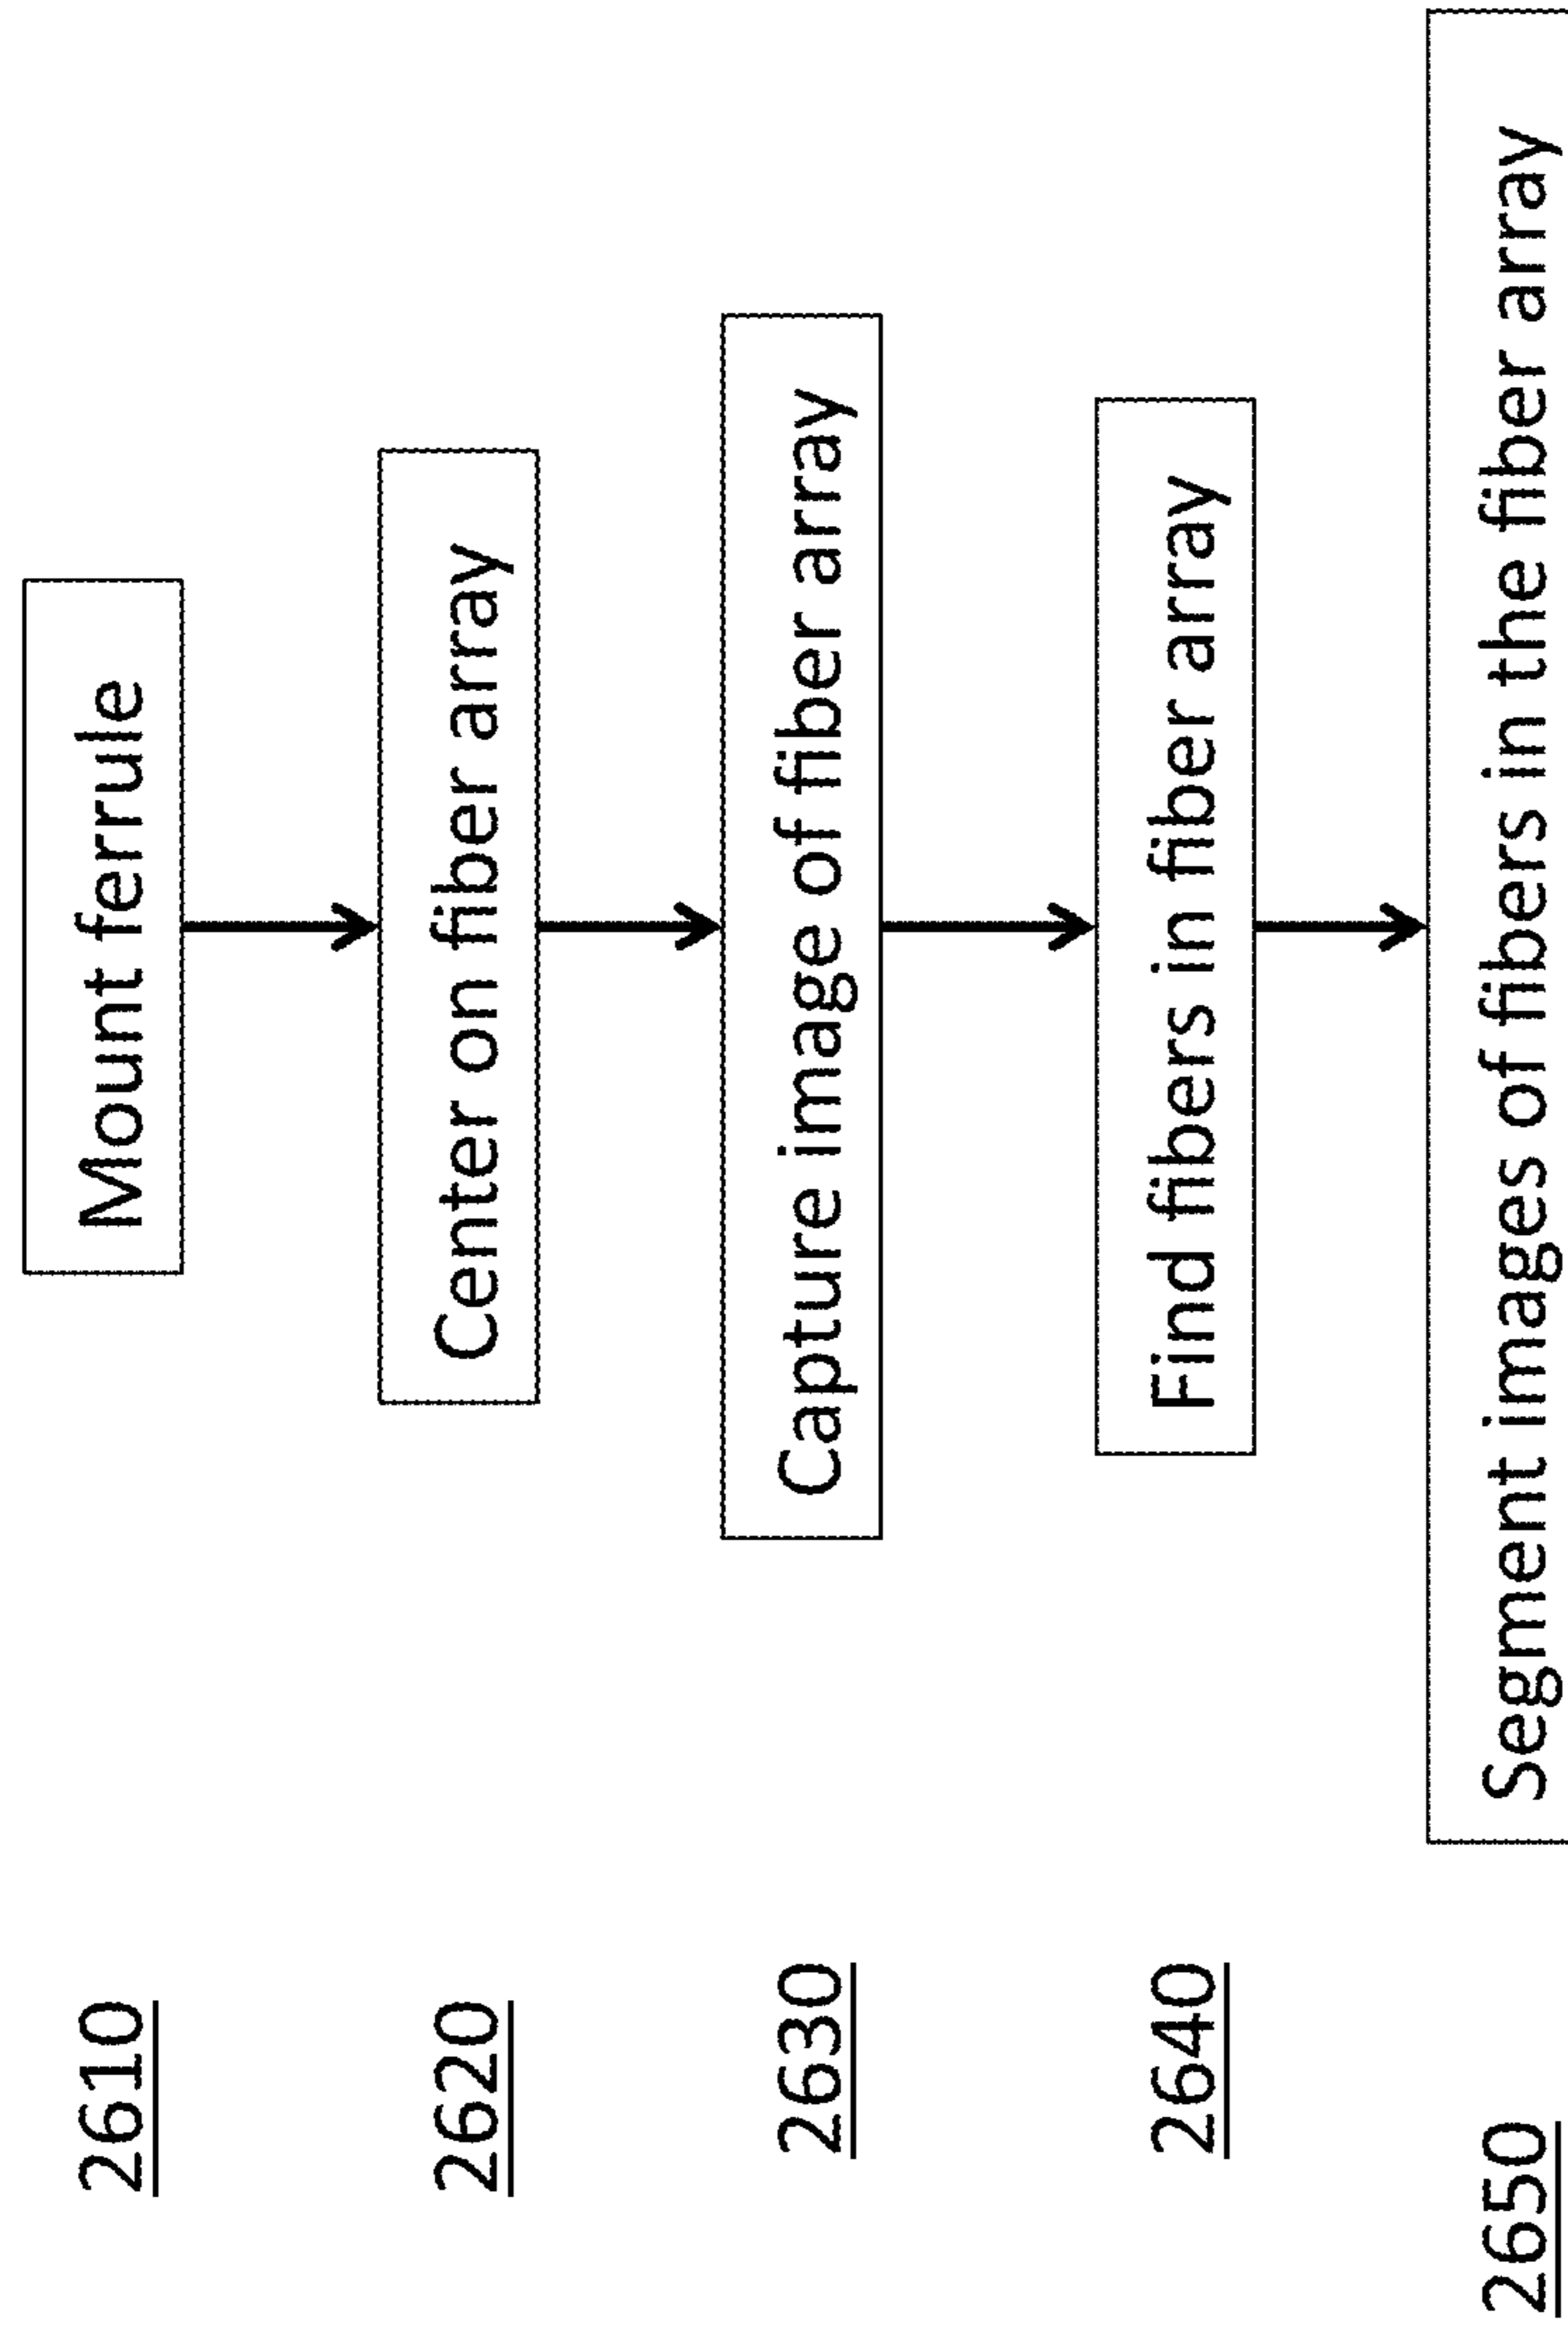 2610 Mount ferrule
2620 Center on fiber array
2630 Capture image of fiber array
2640 Find fibers in fiber array
2650 Segment images of fibers in the fiber array